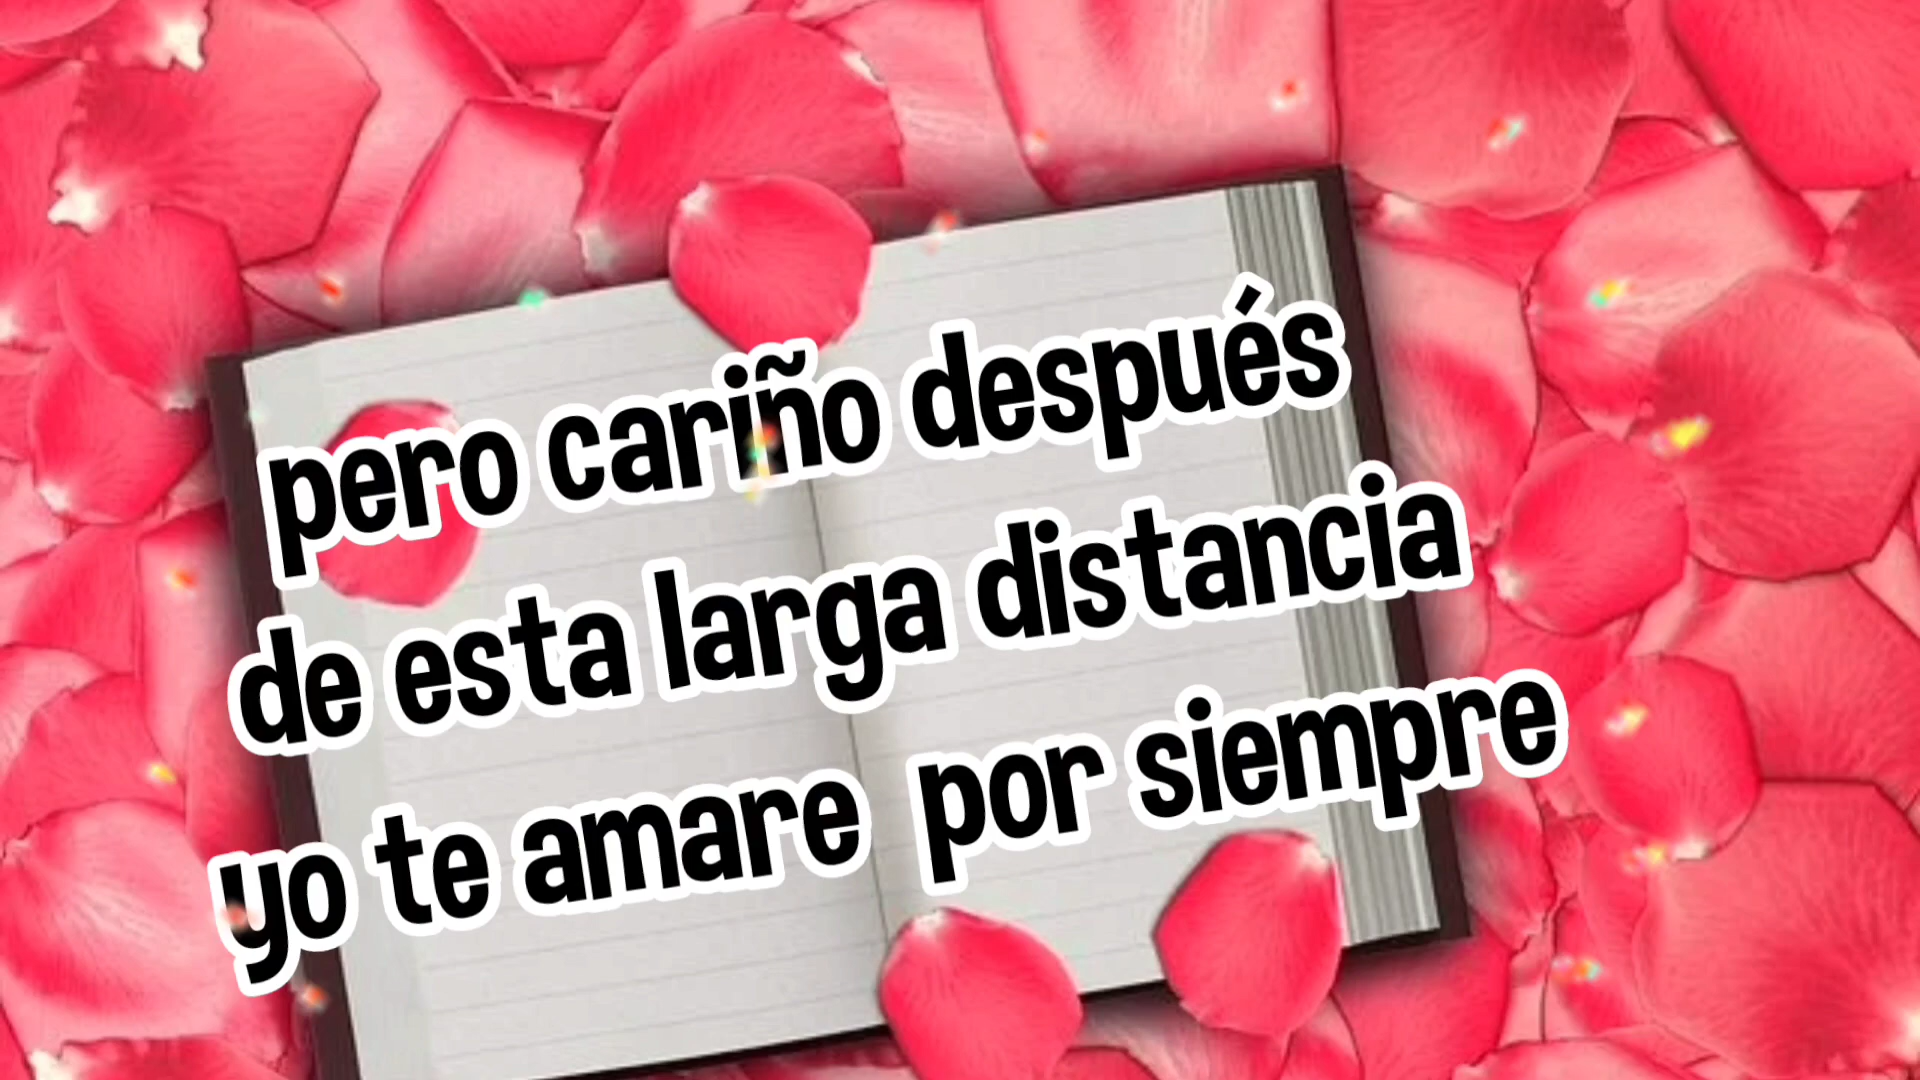 pero cariño después
de esta larga distancia
yo te amare por siempre